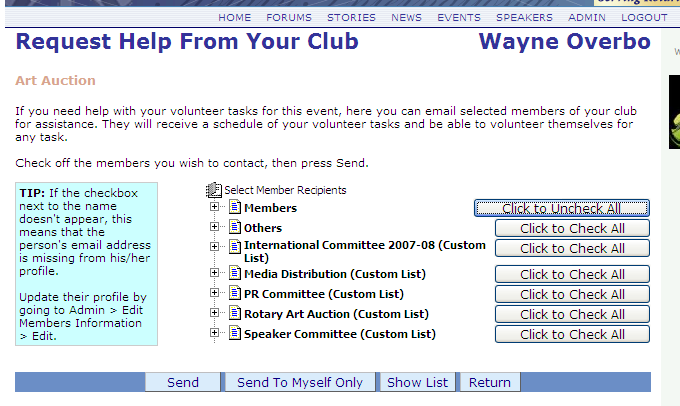 HOME FORUMS STORIES NEWS EVENTS SPEAKERS ADMIN LOGOUT
Request Help From Your Club Wayne Overbo
Art Auction
If you need help with your volunteer tasks for this event, here you can email selected members of your club
for assistance. They will receive a schedule of your volunteer tasks and be able to volunteer themselves for
any task.
Check off the members you wish to contact, then press Send.
TIP: If the checkbox
next to the name
doesn't appear, this
means that the
person's email address
is missing from his/her
profile.
Update their profile by
going to Admin > Edit
Members Information
> Edit.
Select Member Recipients
Members Click to Uncheck All
Others Click to Check All
International Committee 2007-08 (Custom
List) Click to Check All
Media Distribution (Custom List) Click to Check All
PR Committee (Custom List) Click to Check All
Rotary Art Auction (Custom List) Click to Check All
Speaker Committee (Custom List) Click to Check All
Send Send To Myself Only Show List Return